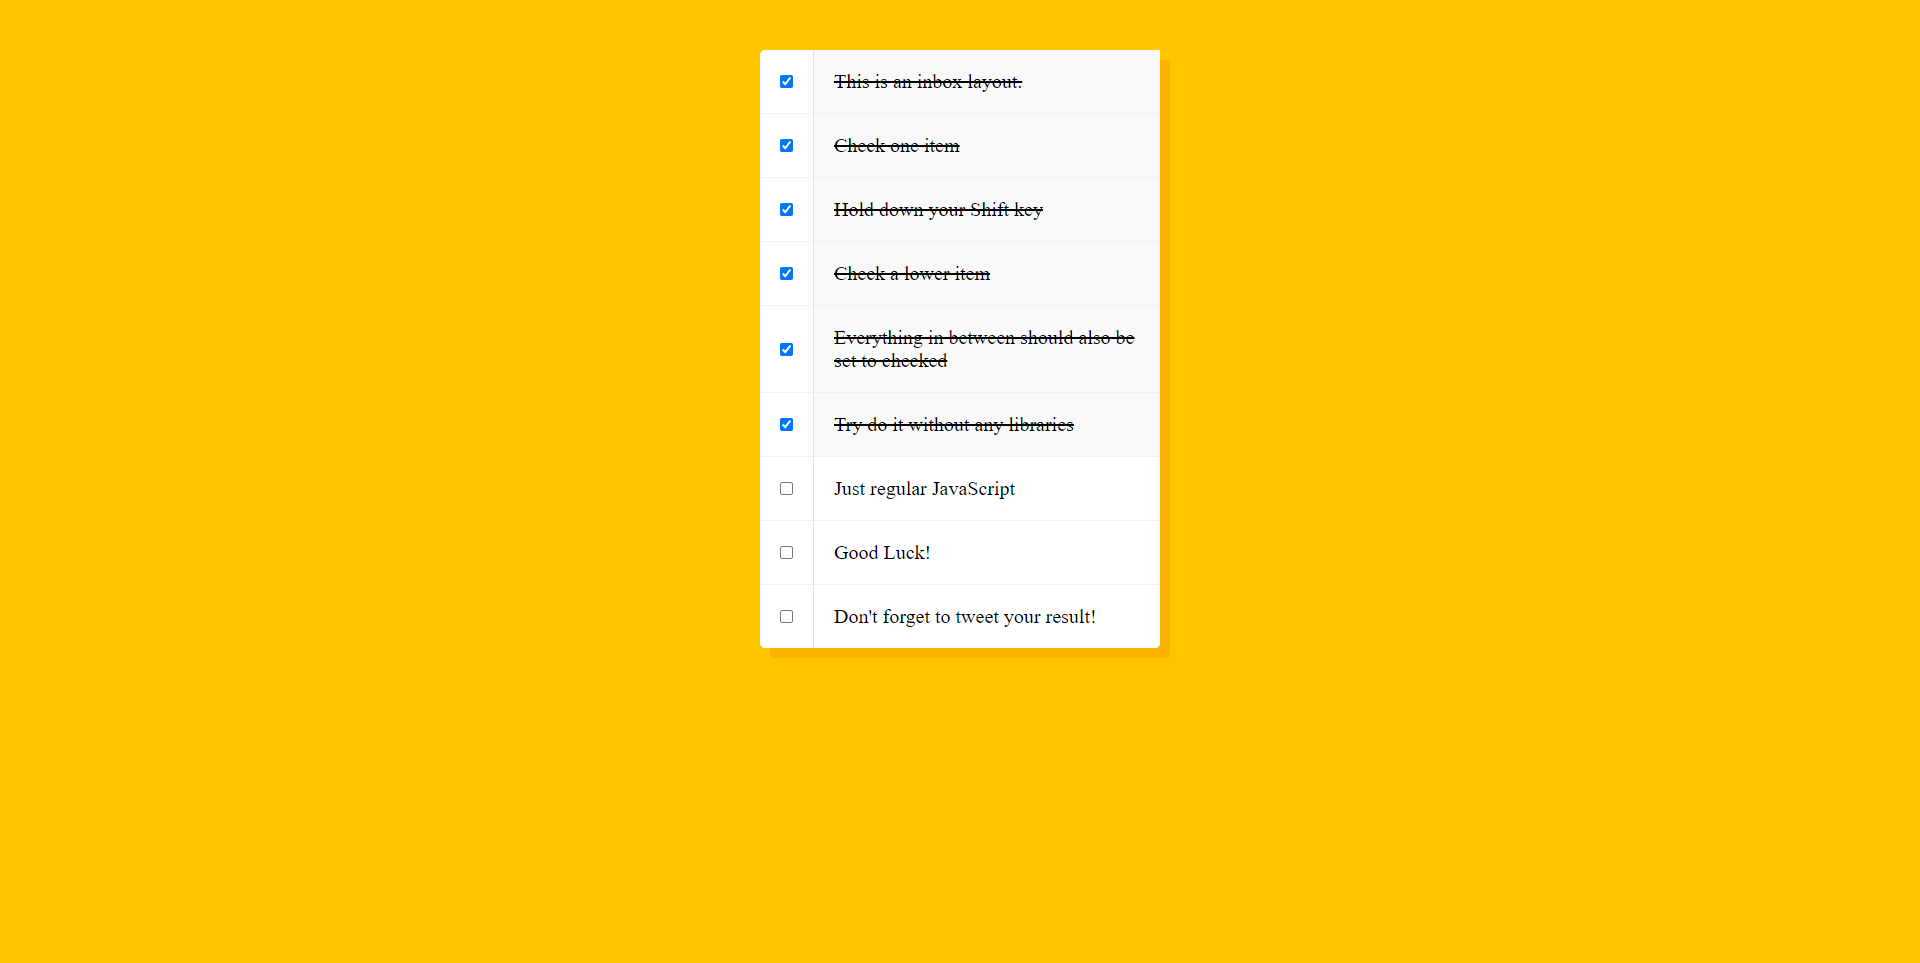 This is an inbox layout.
Check one item
Hold down your Shift key
Check a lower item
Everything in between should also be
set to checked
Try do it without any libraries
Just regular JavaScript
Good Luck!
Don't forget to tweet your result!